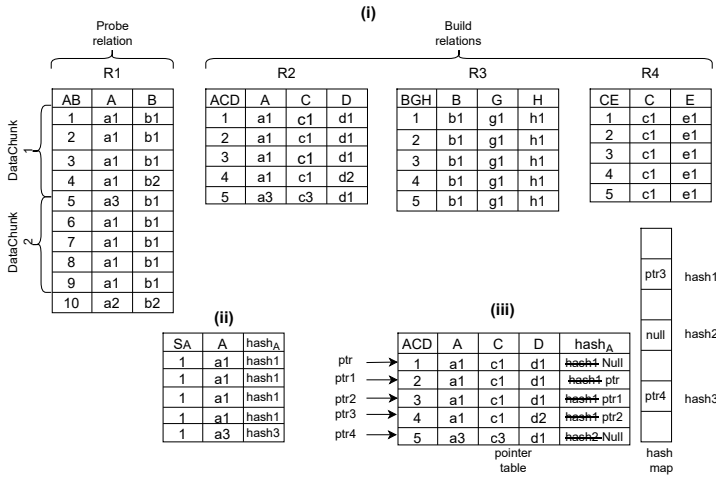 (i)
Probe relation
Build relations
R1
R2
R3
R4
AB A B
1 a1 b1
2 a1 b1
3 a1 b1
4 a1 b2
5 a3 b1
6 a1 b1
7 a1 b1
8 a1 b1
9 a1 b1
10 a2 b2
DataChunk 1
DataChunk 2
ACD A C D
1 a1 c1 d1
2 a1 c1 d1
3 a1 c1 d1
4 a1 c1 d2
5 a3 c3 d1
BGH B G H
1 b1 g1 h1
2 b1 g1 h1
3 b1 g1 h1
4 b1 g1 h1
5 b1 g1 h1
CE C E
1 c1 e1
2 c1 e1
3 c1 e1
4 c1 e1
5 c1 e1
(ii)
SA A hashA
1 a1 hash1
1 a1 hash1
1 a1 hash1
1 a1 hash1
1 a3 hash3
(iii)
ACD A C D hashA
ptr 1 a1 c1 d1 hash1 Null
ptr1 2 a1 c1 d1 hash1 ptr
ptr2 3 a1 c1 d1 hash1 ptr1
ptr3 4 a1 c1 d2 hash1 ptr2
ptr4 5 a3 c3 d1 hash2 Null
pointer
table
ptr3 hash1
null hash2
ptr4 hash3
hash
map